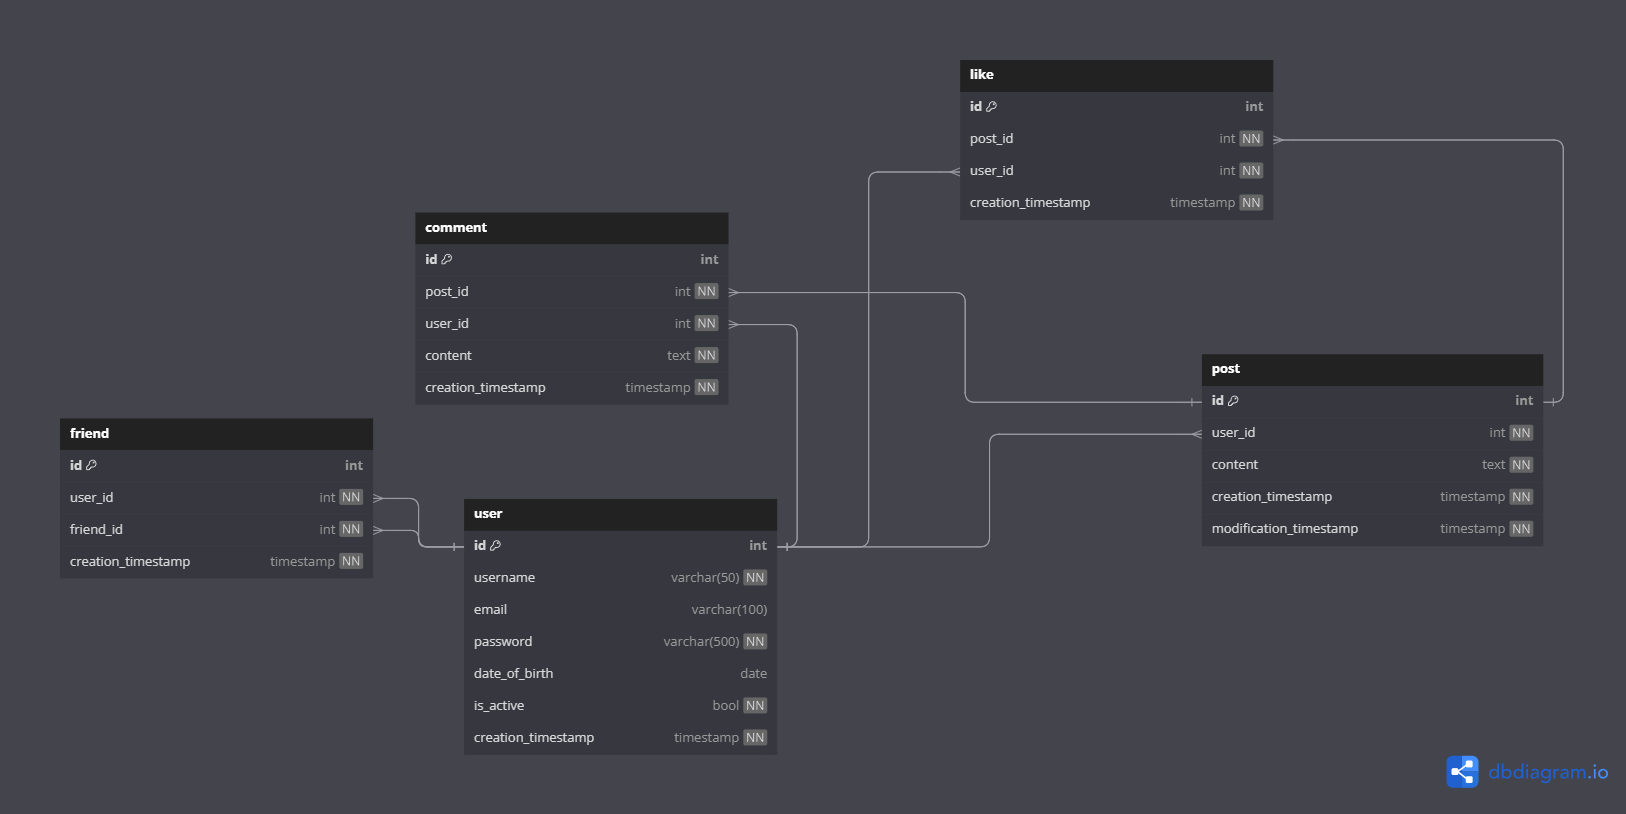 like
id int
post_id int NN
user_id int NN
creation_timestamp timestamp NN
comment
id int
post_id int NN
user_id int NN
content text NN
creation_timestamp timestamp NN
post
id int
user_id int NN
content text NN
creation_timestamp timestamp NN
modification_timestamp timestamp NN
friend
id int
user_id int NN
friend_id int NN
creation_timestamp timestamp NN
user
id int
username varchar(50) NN
email varchar(100)
password varchar(500) NN
date_of_birth date
is_active bool NN
creation_timestamp timestamp NN
dbdiagram.io